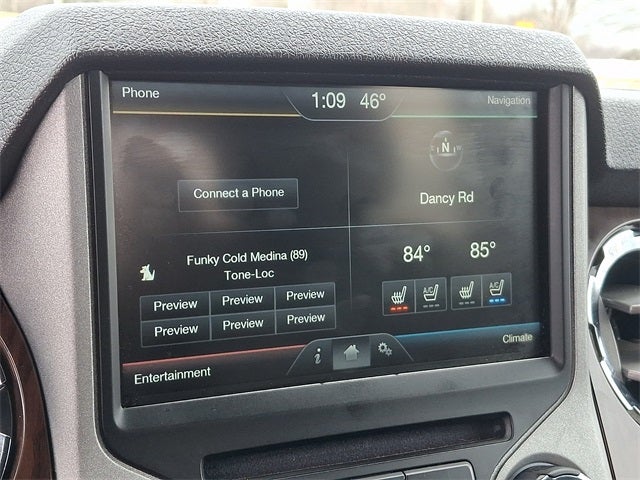 Phone
1:09 46°
Navigation
N
W
Connect a Phone
Dancy Rd
Funky Cold Medina (89)
Tone-Loc
84° 85°
Preview Preview Preview
Preview Preview Preview
A/C A/C
i
Entertainment
Climate